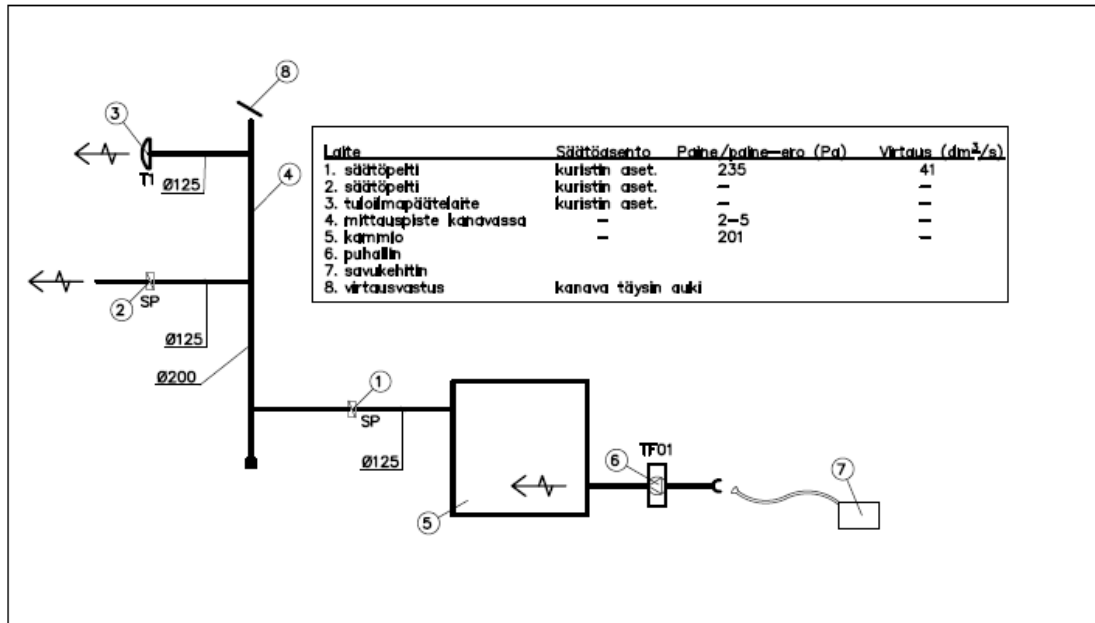 8
3
T1
Ø125
4
Laite Säätöasento Paine/paine-ero (Pa) Virtaus (dm³/s)
1. säätöpelti kuristin aset. 235 41
2. säätöpelti kuristin aset. - -
3. tuloilmapäätelaite kuristin aset. - -
4. mittauspiste kanavassa - 2-5 -
5. kammio - 201 -
6. puhallin
7. savukehitin
8. virtausvastus kanava täysin auki
2
SP
Ø125
Ø200
1
SP
Ø125
TF01
6
7
5